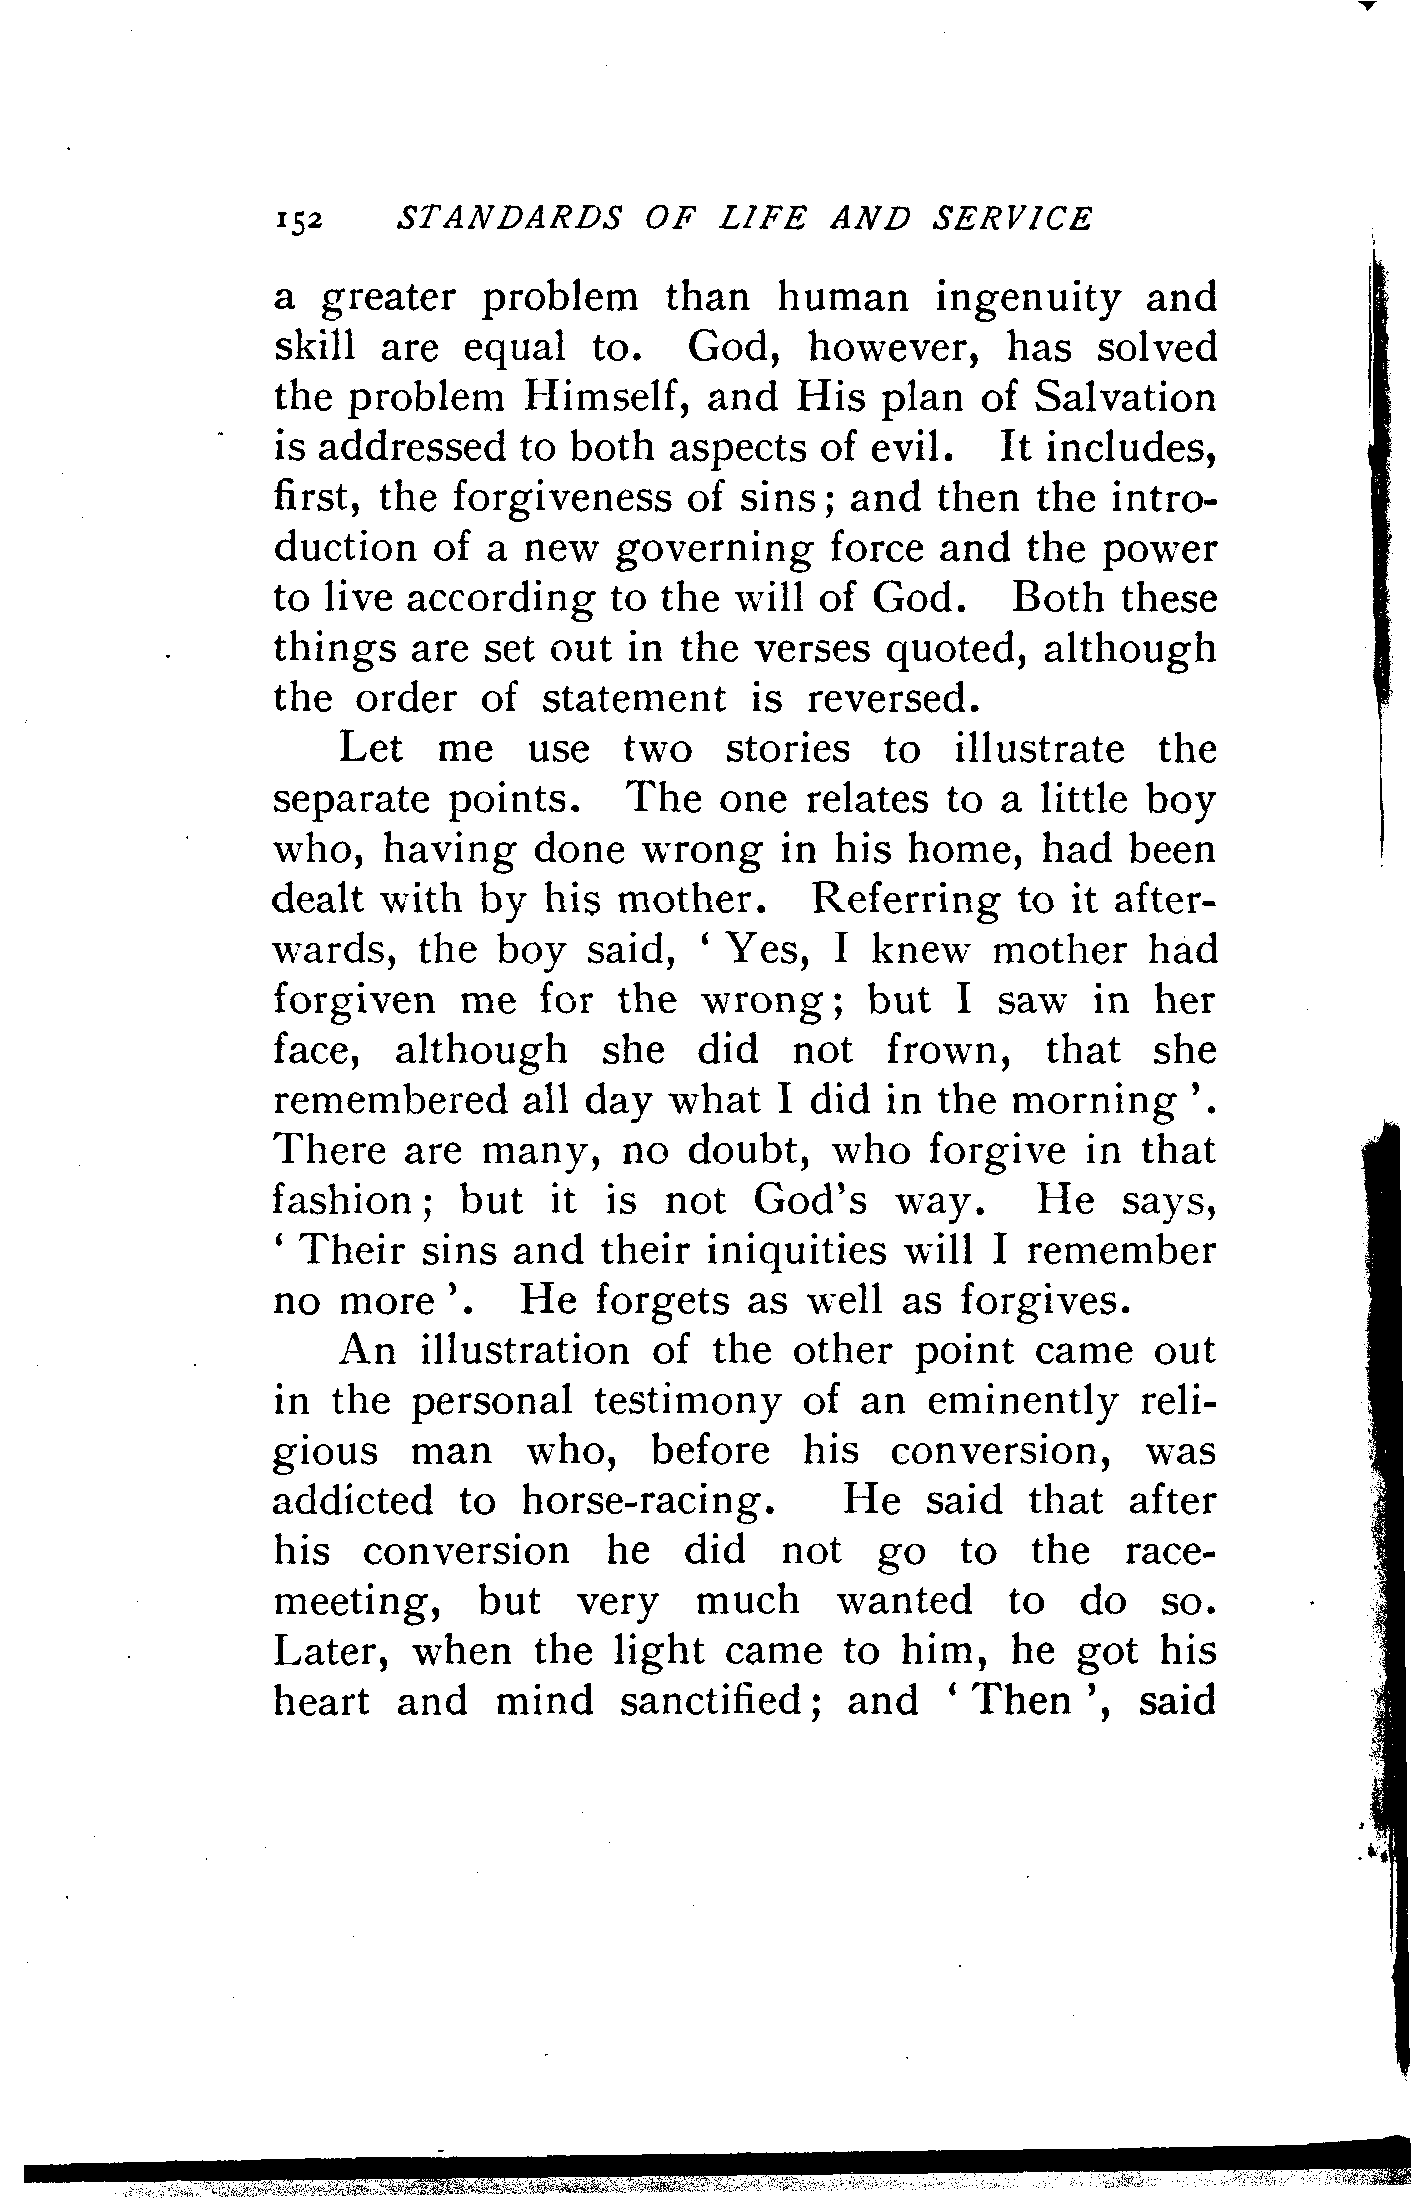 152 STANDARDS OF LIFE AND SERVICE
a greater problem than human ingenuity and
skill are equal to. God, however, has solved
the problem Himself, and His plan of Salvation
is addressed to both aspects of evil. It includes,
first, the forgiveness of sins; and then the intro-
duction of a new governing force and the power
to live according to the will of God. Both these
things are set out in the verses quoted, although
the order of statement is reversed.
Let me use two stories to illustrate the
separate points. The one relates to a little boy
who, having done wrong in his home, had been
dealt with by his mother. Referring to it after-
wards, the boy said, ‘ Yes, I knew mother had
forgiven me for the wrong; but I saw in her
face, although she did not frown, that she
remembered all day what I did in the morning ’.
There are many, no doubt, who forgive in that
fashion; but it is not God’s way. He says,
‘ Their sins and their iniquities will I remember
no more ’. He forgets as well as forgives.
An illustration of the other point came out
in the personal testimony of an eminently reli-
gious man who, before his conversion, was
addicted to horse-racing. He said that after
his conversion he did not go to the race-
meeting, but very much wanted to do so.
Later, when the light came to him, he got his
heart and mind sanctified; and ‘ Then ’, said